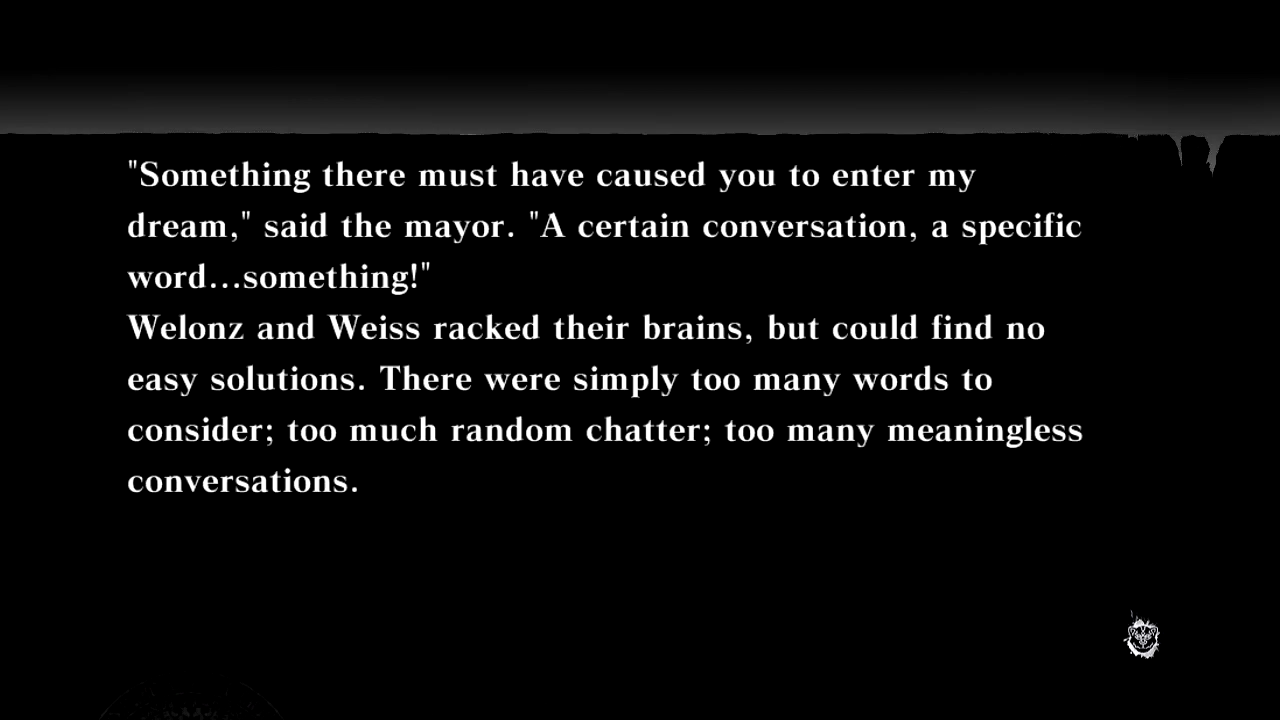 "Something there must have caused you to enter my
dream," said the mayor. "A certain conversation, a specific
word...something!"
Welonz and Weiss racked their brains, but could find no
easy solutions. There were simply too many words to
consider; too much random chatter; too many meaningless
conversations.